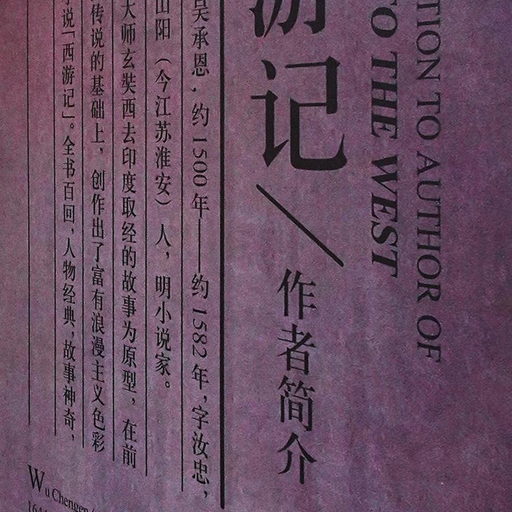 TION TO AUTHOR OF
TO THE WEST
游记
作者简介
吴承恩，约1500年——约1582年，字汝忠，
山阳（今江苏淮安）人，明小说家。
大师玄奘西去印度取经的故事为原型，在前
传说的基础上，创作出了富有浪漫主义色彩
小说「西游记」。全书百回，人物经典，故事神奇，
Wu Chengen